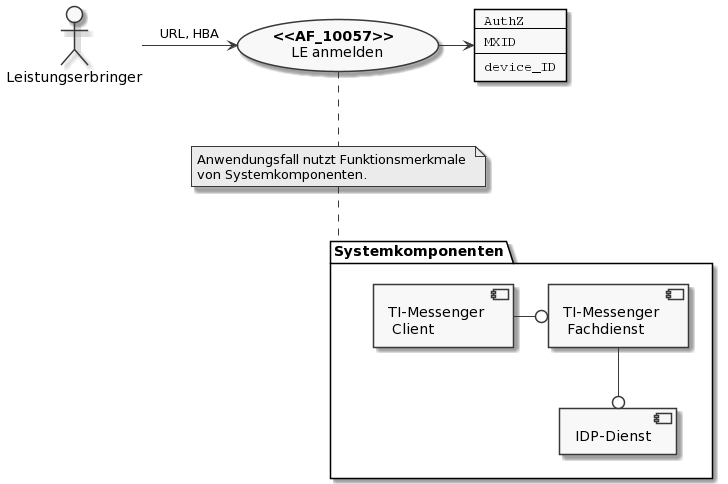 URL, HBA
Leistungserbringer
<<AF_10057>>
LE anmelden
AuthZ
MXID
device_ID
Anwendungsfall nutzt Funktionsmerkmale
von Systemkomponenten.
Systemkomponenten
TI-Messenger
Client
TI-Messenger
Fachdienst
IDP-Dienst